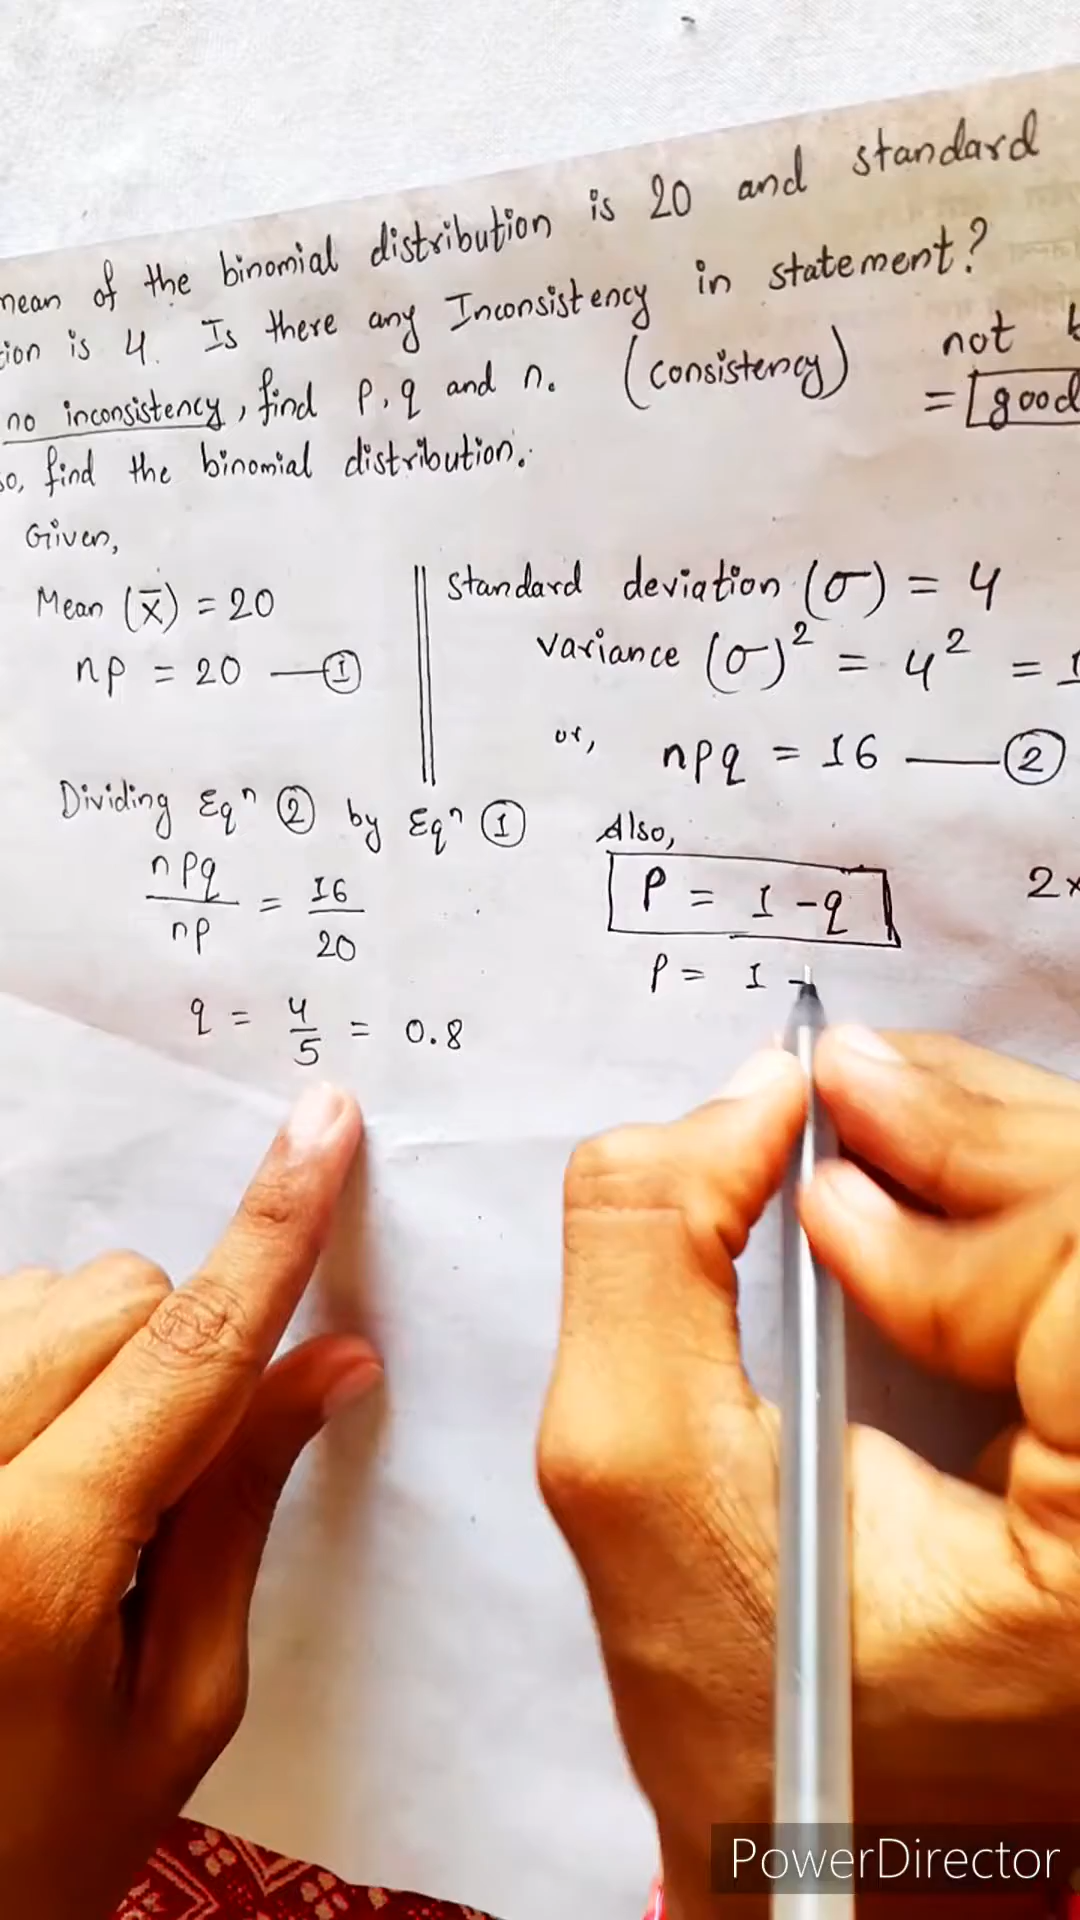 mean of the binomial distribution is 20 and standard
tion is 4. Is there any Inconsistency in statement?
no inconsistency, find p, q and n. (consistency)
so, find the binomial distribution.
not
= good
Given,
Mean (x̄) = 20
np = 20 — ①
Standard deviation (σ) = 4
variance (σ)² = 4² =
or, npq = 16 — ②
Dividing Eqⁿ ② by Eqⁿ ①
npq/np = 16/20
q = 4/5 = 0.8
Also,
P = 1 - q
P = 1 -
2×
PowerDirector